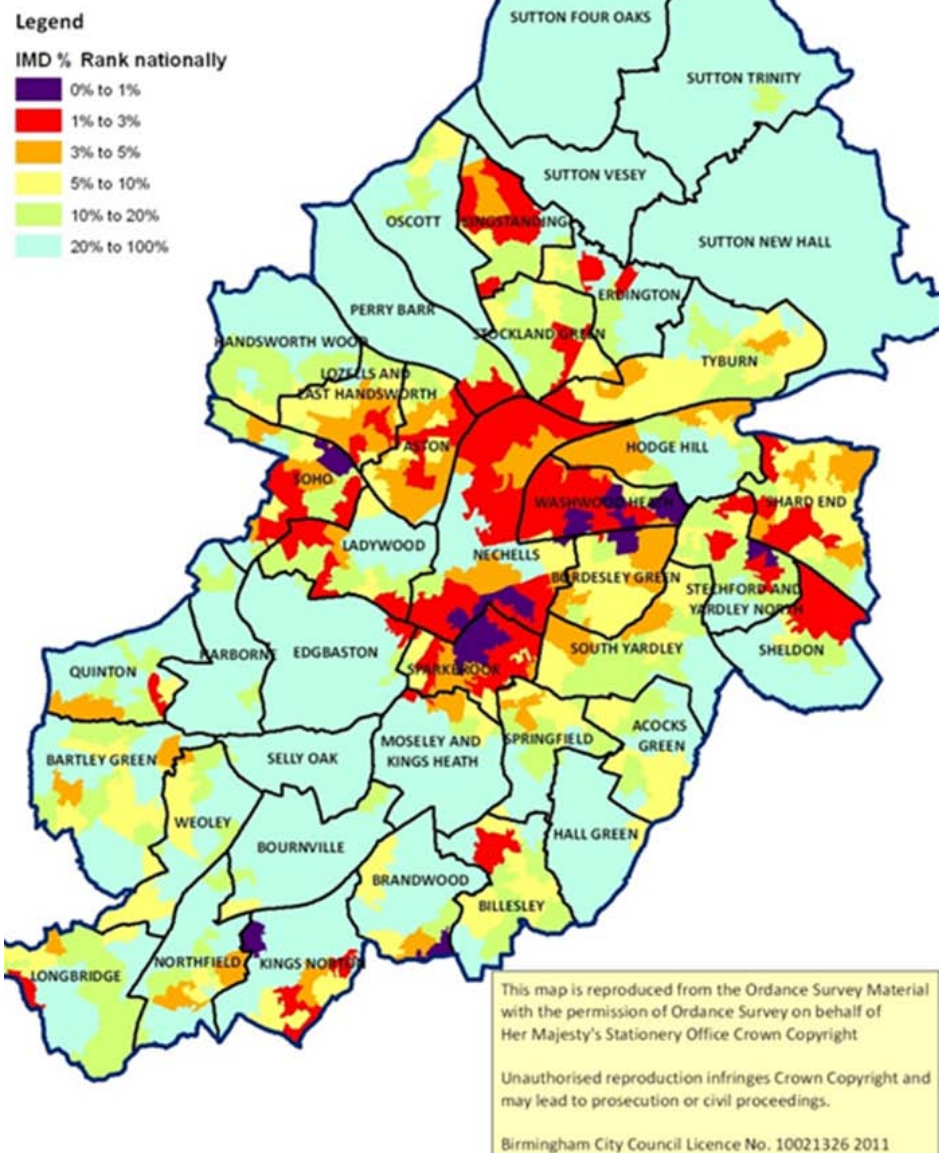 Legend
IMD % Rank nationally
0% to 1%
1% to 3%
3% to 5%
5% to 10%
10% to 20%
20% to 100%
SUTTON FOUR OAKS
SUTTON TRINITY
SUTTON VESEY
OSCOTT
KINGSTANDING
SUTTON NEW HALL
ERDINGTON
PERRY BARR
STOCKLAND GREEN
HANDSWORTH WOOD
TYBURN
LOZELLS AND
EAST HANDSWORTH
ASTON
HODGE HILL
SOHO
WASHWOOD HEATH
SHARD END
LADYWOOD
NECHELLS
BORDESLEY GREEN
STECHFORD AND
YARDLEY NORTH
HARBORNE
EDGBASTON
SOUTH YARDLEY
SHELDON
QUINTON
SPARKBROOK
ACOCKS
GREEN
MOSELEY AND
KINGS HEATH
SPRINGFIELD
BARTLEY GREEN
SELLY OAK
WEOLEY
HALL GREEN
BOURNVILLE
BRANDWOOD
BILLESLEY
LONGBRIDGE
NORTHFIELD
KINGS NORTON
This map is reproduced from the Ordance Survey Material
with the permission of Ordance Survey on behalf of
Her Majesty's Stationery Office Crown Copyright
Unauthorised reproduction infringes Crown Copyright and
may lead to prosecution or civil proceedings.
Birmingham City Council Licence No. 10021326 2011